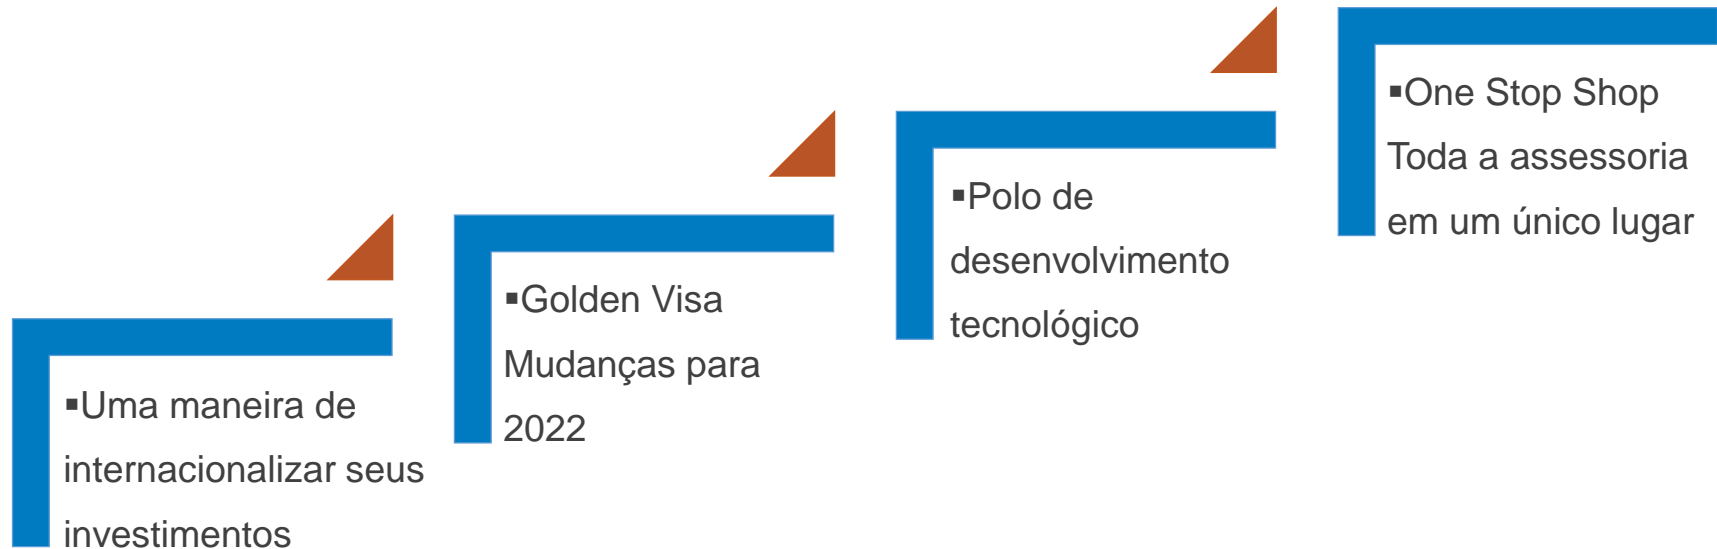 ▪Uma maneira de
internacionalizar seus
investimentos
▪Golden Visa
Mudanças para
2022
▪Polo de
desenvolvimento
tecnológico
▪One Stop Shop
Toda a assessoria
em um único lugar